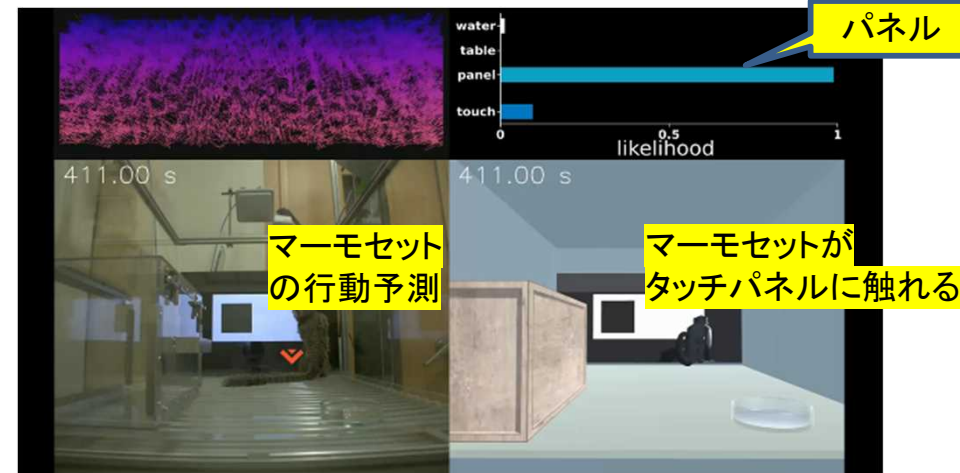 water
table
panel
touch
0
0.5
1
likelihood
パネル
411.00 s
411.00 s
マーモセット
の行動予測
マーモセットが
タッチパネルに触れる